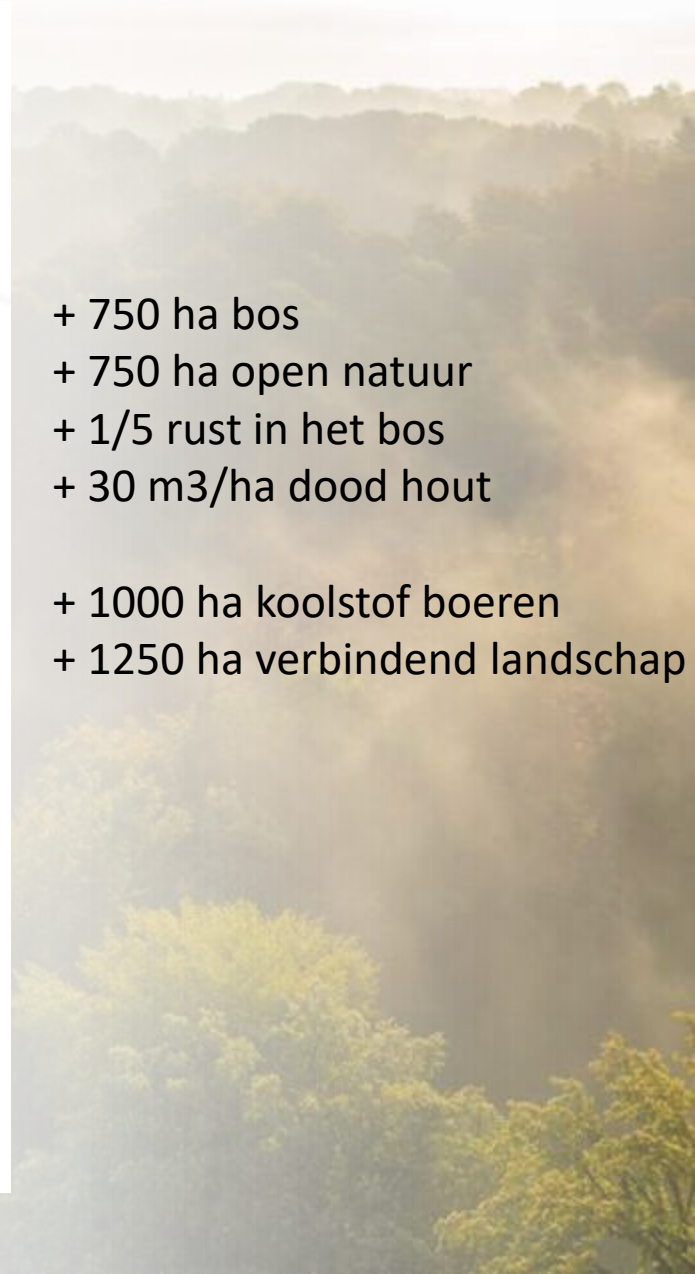 + 750 ha bos
+ 750 ha open natuur
+ 1/5 rust in het bos
+ 30 m3/ha dood hout
+ 1000 ha koolstof boeren
+ 1250 ha verbindend landschap